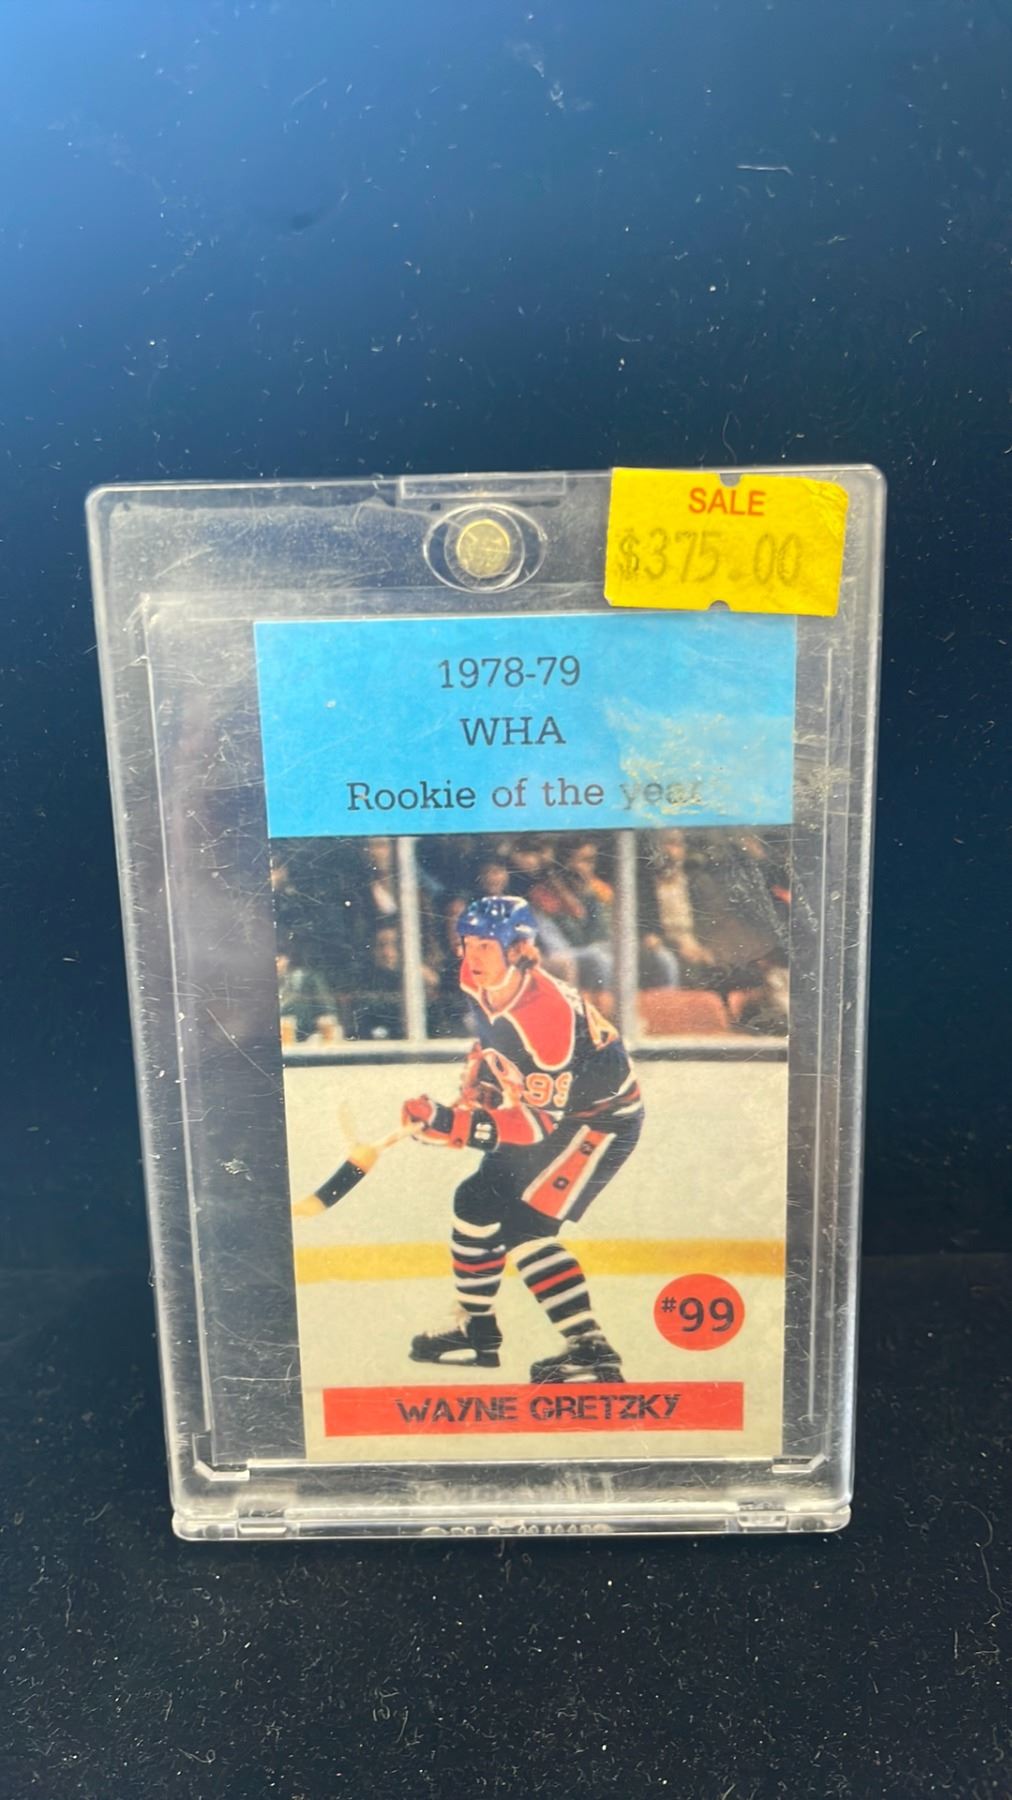 SALE
$375.00
1978-79
WHA
Rookie of the year
99
#99
WAYNE GRETZKY